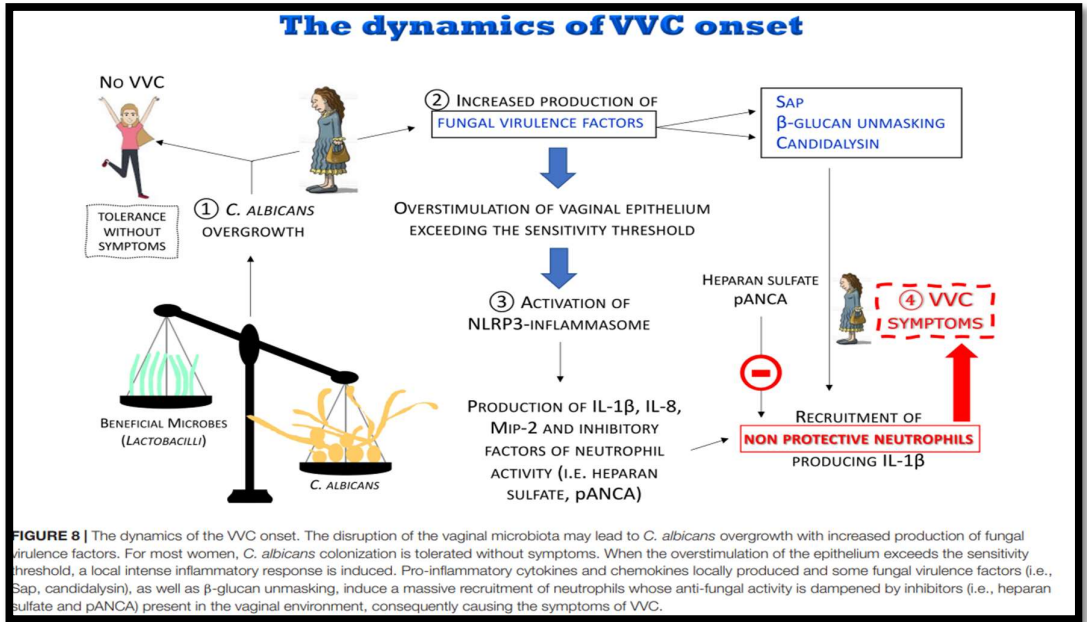 The dynamics of VVC onset
NO VVC
TOLERANCE
WITHOUT
SYMPTOMS
① C. ALBICANS
OVERGROWTH
BENEFICIAL MICROBES
(LACTOBACILLI)
C. ALBICANS
② INCREASED PRODUCTION OF
FUNGAL VIRULENCE FACTORS
SAP
β-GLUCAN UNMASKING
CANDIDALYSIN
OVERSTIMULATION OF VAGINAL EPITHELIUM
EXCEEDING THE SENSITIVITY THRESHOLD
③ ACTIVATION OF
NLRP3-INFLAMMASOME
PRODUCTION OF IL-1β, IL-8,
MIP-2 AND INHIBITORY
FACTORS OF NEUTROPHIL
ACTIVITY (I.E. HEPARAN
SULFATE, PANCA)
HEPARAN SULFATE
PANCA
RECRUITMENT OF
NON PROTECTIVE NEUTROPHILS
PRODUCING IL-1β
④ VVC
SYMPTOMS
FIGURE 8 | The dynamics of the VVC onset. The disruption of the vaginal microbiota may lead to C. albicans overgrowth with increased production of fungal
virulence factors. For most women, C. albicans colonization is tolerated without symptoms. When the overstimulation of the epithelium exceeds the sensitivity
threshold, a local intense inflammatory response is induced. Pro-inflammatory cytokines and chemokines locally produced and some fungal virulence factors (i.e.,
Sap, candidalysin), as well as β-glucan unmasking, induce a massive recruitment of neutrophils whose anti-fungal activity is dampened by inhibitors (i.e., heparan
sulfate and pANCA) present in the vaginal environment, consequently causing the symptoms of VVC.